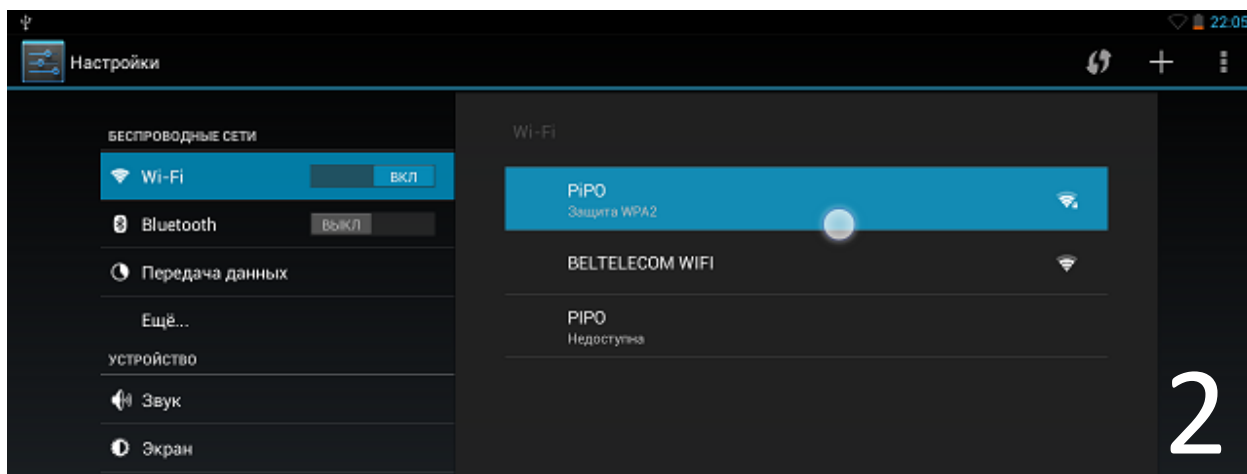 22:05
Настройки
БЕСПРОВОДНЫЕ СЕТИ
Wi-Fi
ВКЛ
Bluetooth
ВЫКЛ
Передача данных
Ещё...
УСТРОЙСТВО
Звук
Экран
Wi-Fi
PiPO
Защита WPA2
BELTELECOM WIFI
PIPO
Недоступна
2